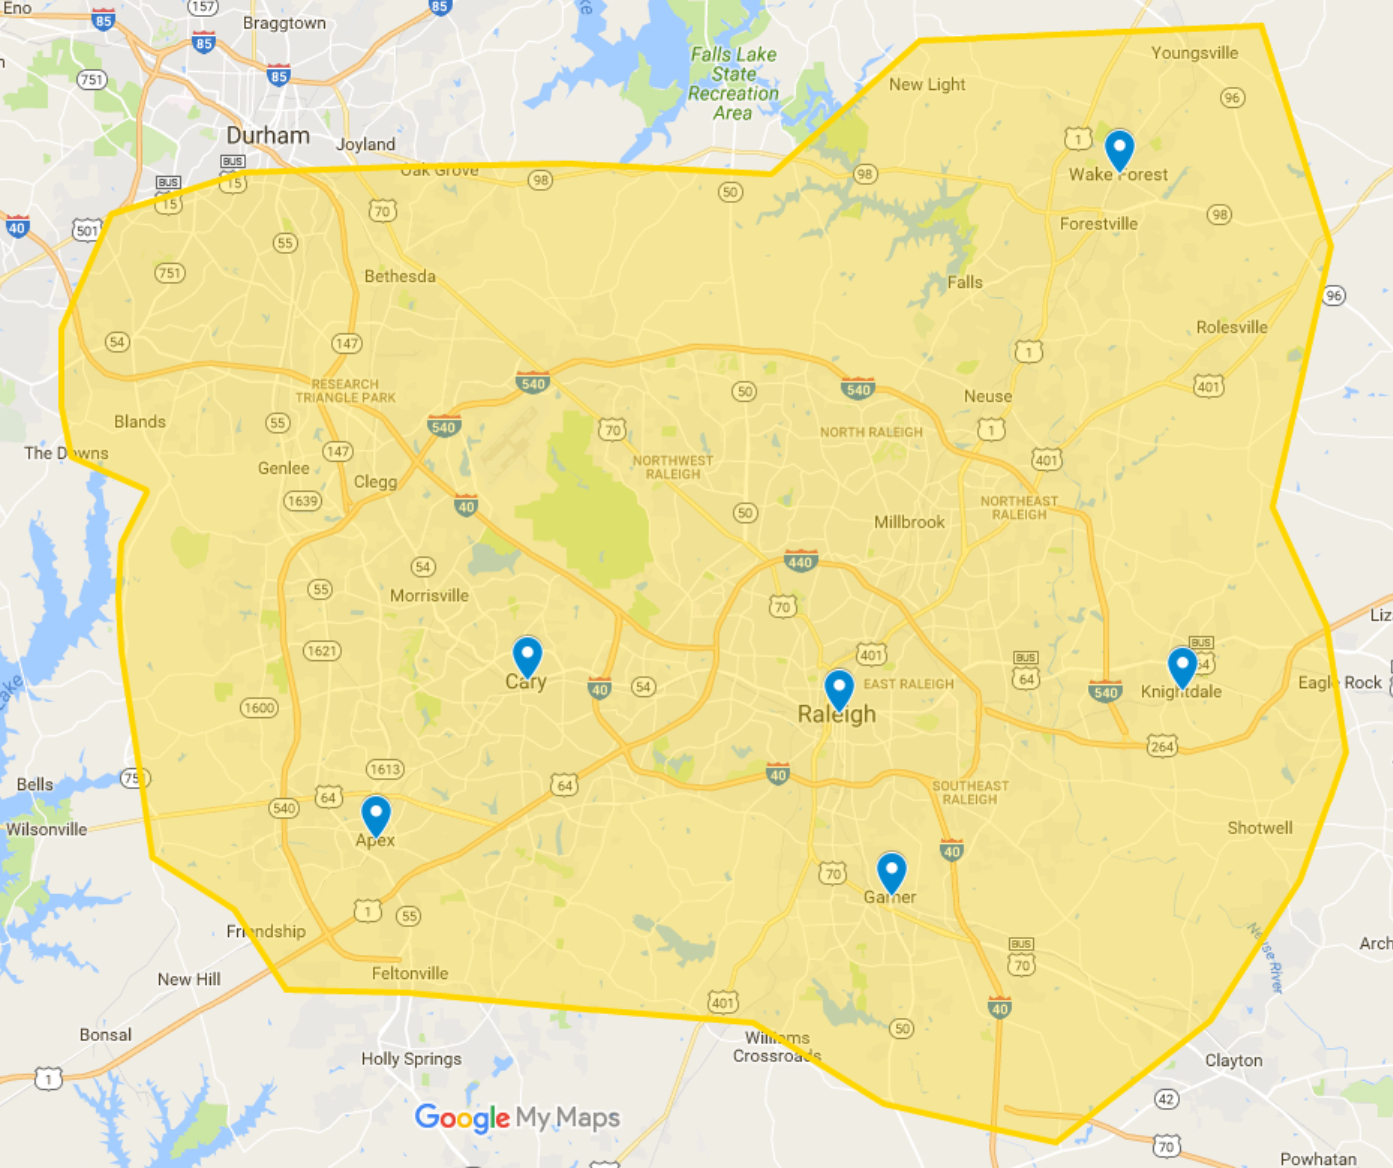 Eno
85
157
Braggtown
85
85
85
751
Falls Lake
State
Recreation
Area
New Light
Youngsville
96
Durham
Joyland
1
BUS
15
Oak Grove
98
50
98
Wake Forest
BUS
15
70
98
40
501
55
Forestville
751
Bethesda
Falls
96
Rolesville
54
147
1
RESEARCH
TRIANGLE PARK
540
50
540
401
Neuse
Blands
55
540
70
NORTH RALEIGH
1
The Downs
147
Genlee
NORTHWEST
RALEIGH
401
Clegg
1639
40
50
NORTHEAST
RALEIGH
Millbrook
440
54
55
Morrisville
70
1621
401
BUS
64
BUS
64
Liz
Cary
40
54
EAST RALEIGH
540
Knightdale
Eagle Rock
1600
Raleigh
264
Lake
1613
40
751
Bells
64
64
SOUTHEAST
RALEIGH
540
Wilsonville
Apex
Shotwell
40
70
Garner
1
55
Friendship
BUS
70
Neuse River
Arch
New Hill
Feltonville
401
40
50
Bonsal
Williams
Crossroads
Holly Springs
Clayton
1
42
Google My Maps
70
Powhatan